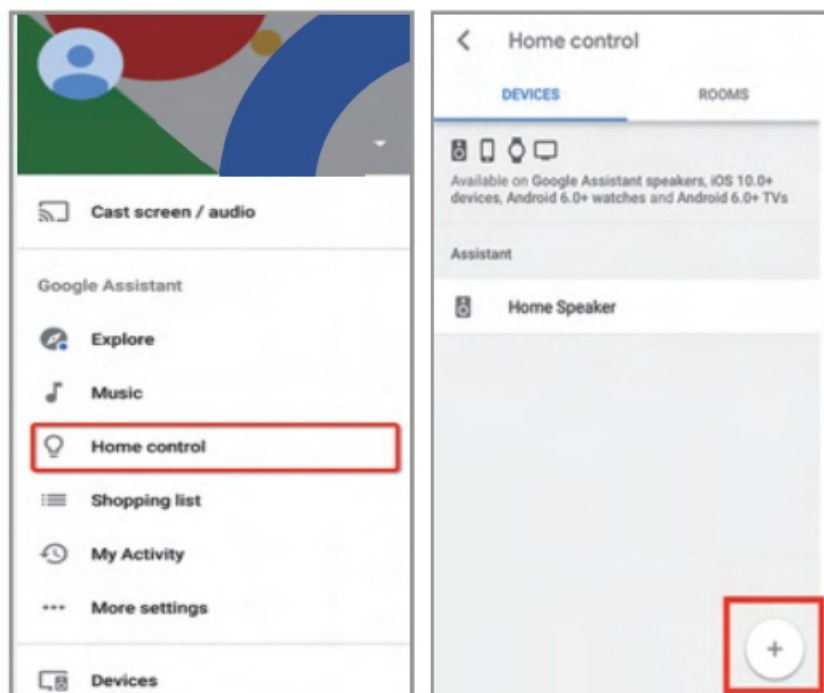 Cast screen / audio
Google Assistant
Explore
Music
Home control
Shopping list
My Activity
More settings
Devices
Home control
DEVICES
ROOMS
Available on Google Assistant speakers, iOS 10.0+
devices, Android 6.0+ watches and Android 6.0+ TVs
Assistant
Home Speaker